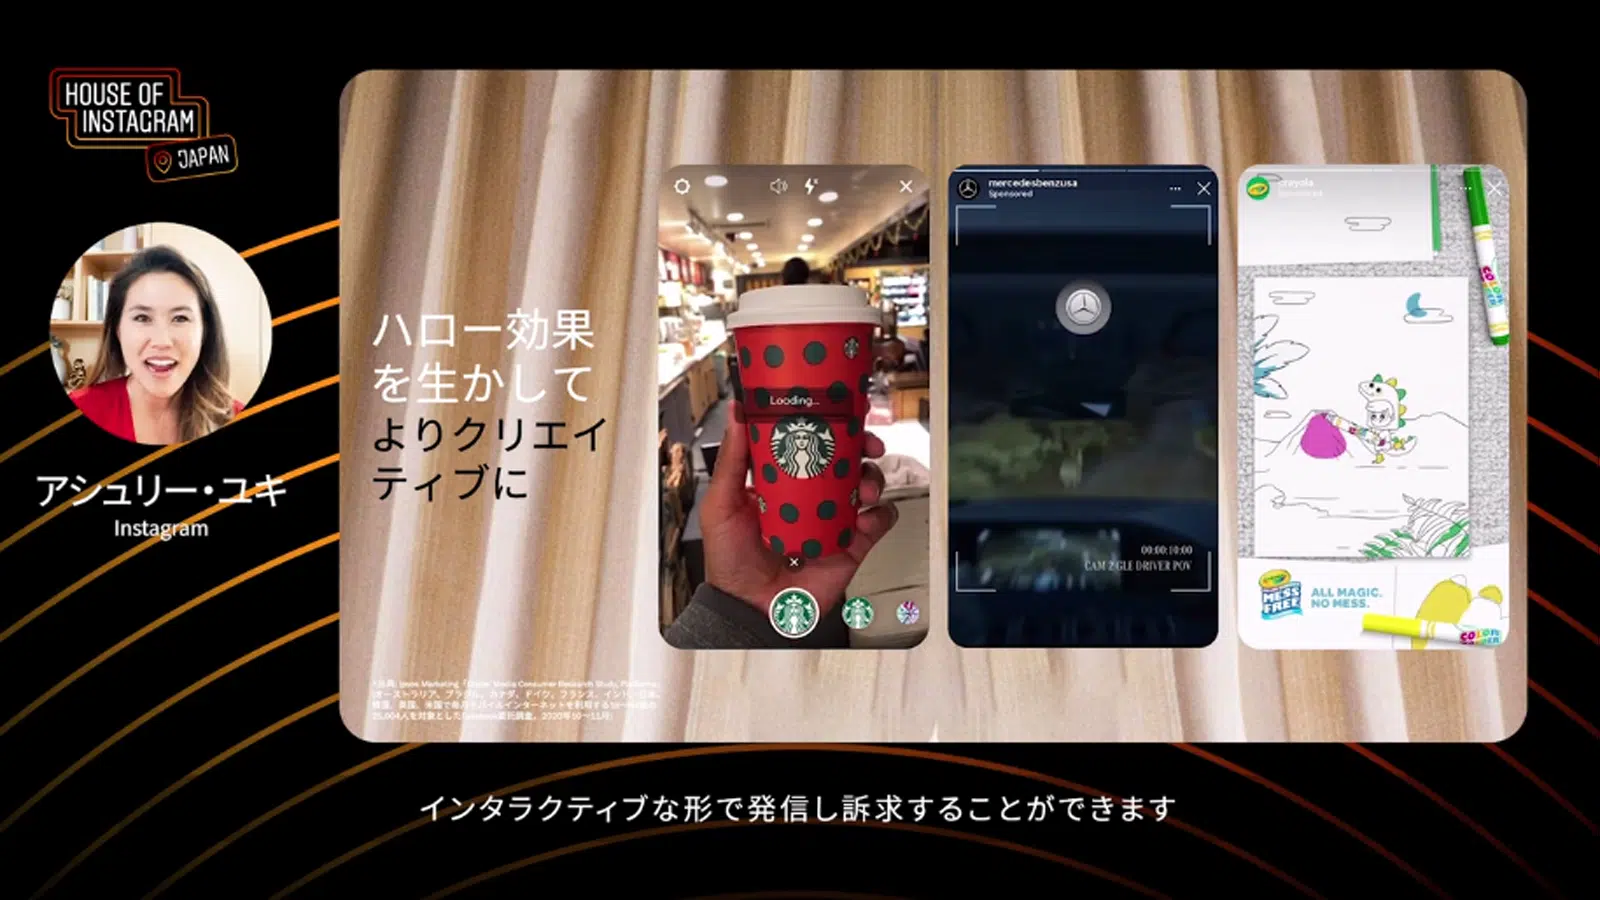 HOUSE OF
INSTAGRAM
JAPAN
アシュリー・ユキ
Instagram
ハロー効果
を生かして
よりクリエイ
ティブに
Loading...
mercedesbenzusa
Sponsored
00:00:10:00
CAM 2 GLE DRIVER POV
crayola
Sponsored
MESS
FREE
ALL MAGIC.
NO MESS.
インタラクティブな形で発信し訴求することができます